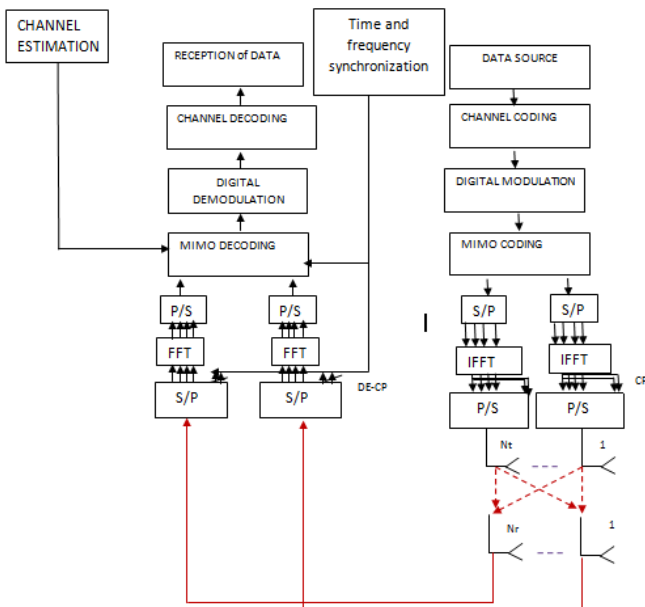 CHANNEL
ESTIMATION
RECEPTION of DATA
Time and
frequency
synchronization
DATA SOURCE
CHANNEL DECODING
CHANNEL CODING
DIGITAL
DEMODULATION
DIGITAL MODULATION
MIMO DECODING
MIMO CODING
P/S
P/S
S/P
S/P
FFT
FFT
IFFT
IFFT
S/P
S/P
DE-CP
P/S
P/S
CP
Nt
1
Nr
1